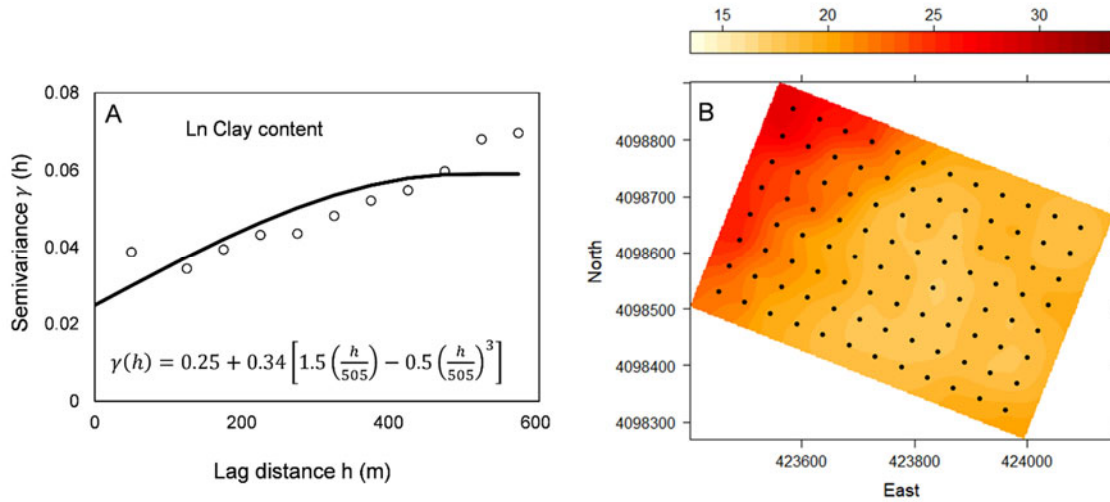 A
Ln Clay content
Semivariance γ (h)
0.08
0.06
0.04
0.02
0
γ(h) = 0.25 + 0.34 [1.5 (h/505) − 0.5 (h/505)³]
0 200 400 600
Lag distance h (m)
15 20 25 30
B
North
4098800
4098700
4098600
4098500
4098400
4098300
423600 423800 424000
East